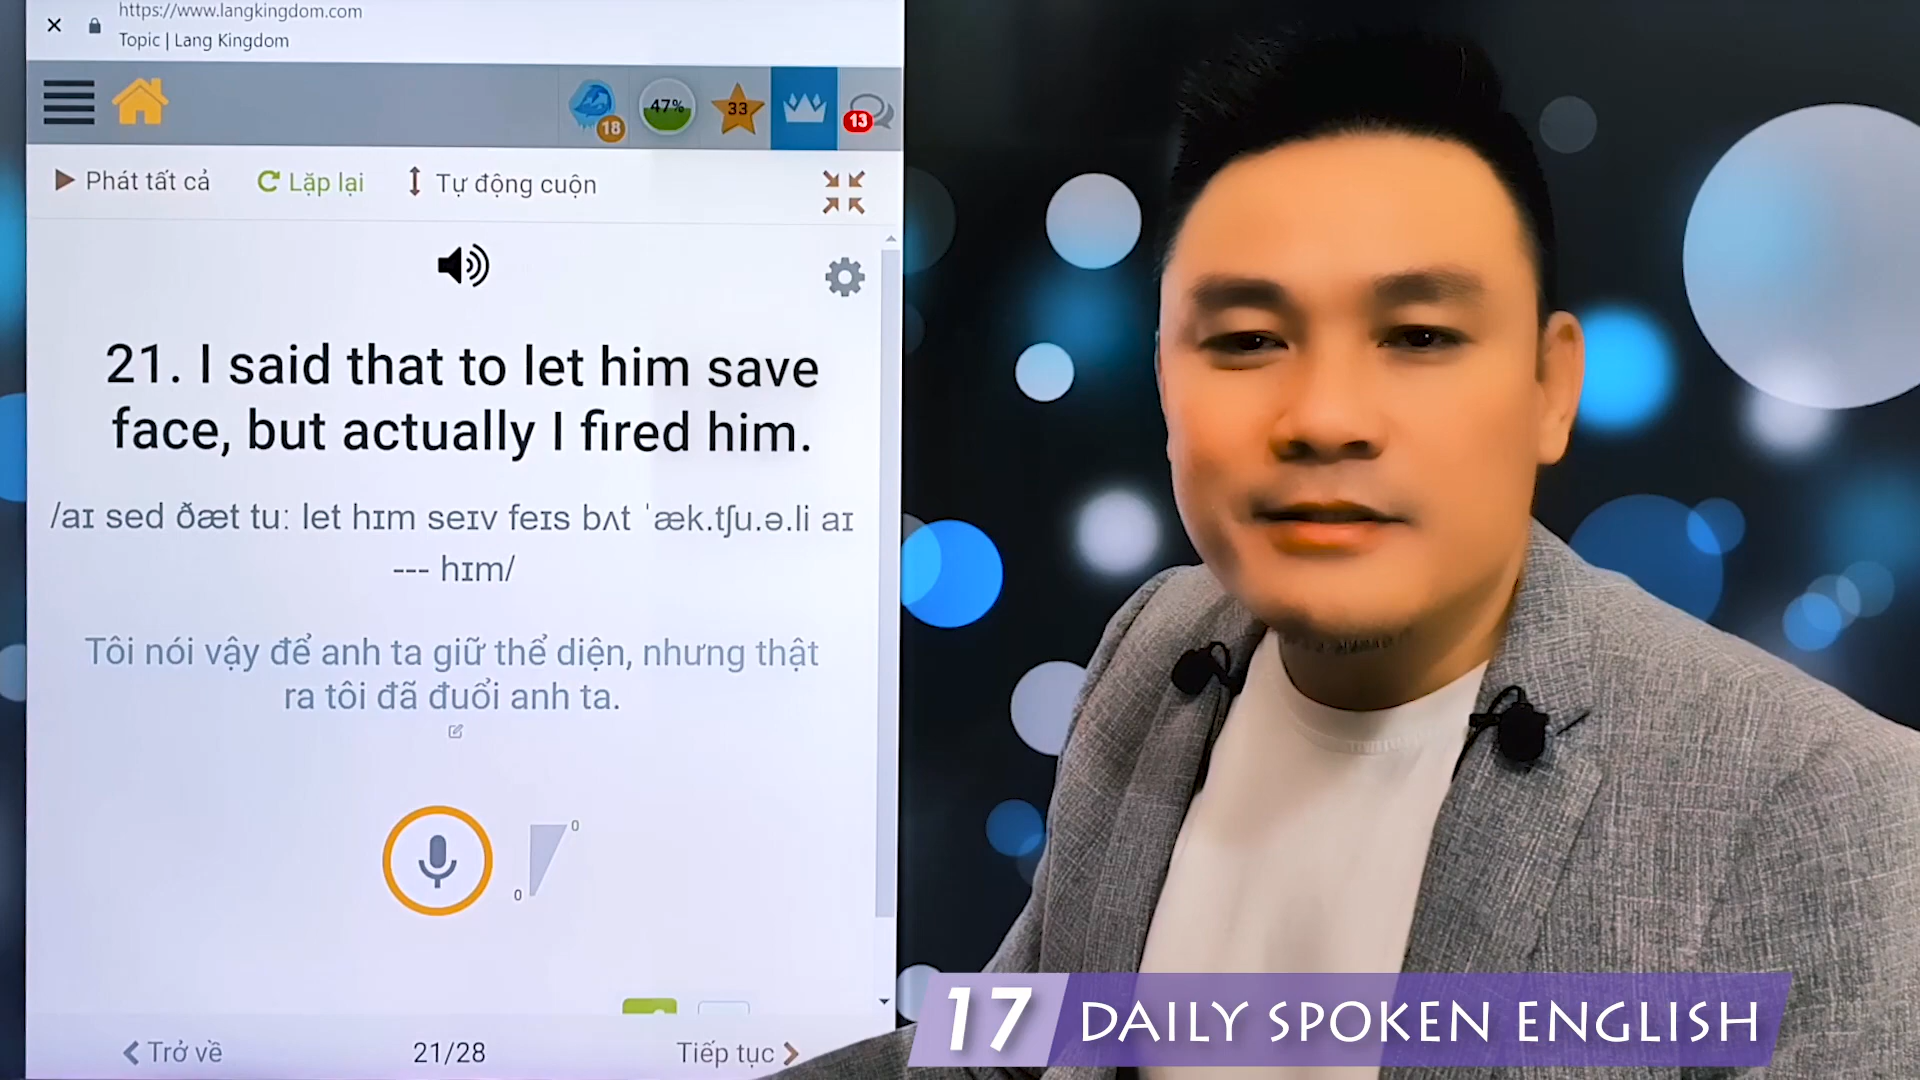 https://www.langkingdom.com
Topic | Lang Kingdom
18
47%
33
13
Phát tất cả
Lặp lại
Tự động cuộn
21. I said that to let him save
face, but actually I fired him.
/aɪ sed ðæt tuː let hɪm seɪv feɪs bʌt ˈæk.tʃu.ə.li aɪ
--- hɪm/
Tôi nói vậy để anh ta giữ thể diện, nhưng thật
ra tôi đã đuổi anh ta.
0
0
Trở về
21/28
Tiếp tục
17 DAILY SPOKEN ENGLISH